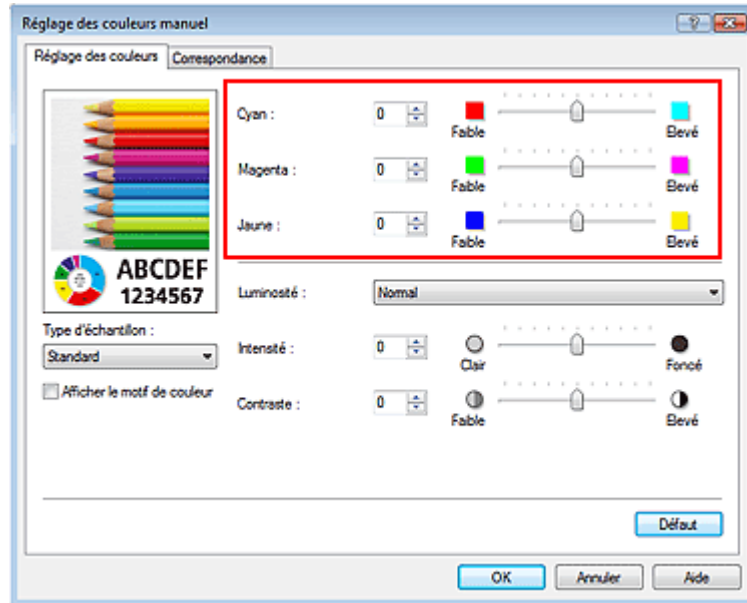 Réglage des couleurs manuel
Réglage des couleurs
Correspondance
Cyan :
0
Faible
Elevé
Magenta :
0
Faible
Elevé
Jaune :
0
Faible
Elevé
ABCDEF
1234567
Luminosité :
Normal
Type d'échantillon :
Standard
Intensité :
0
Clair
Foncé
Afficher le motif de couleur
Contraste :
0
Faible
Elevé
Défaut
OK
Annuler
Aide